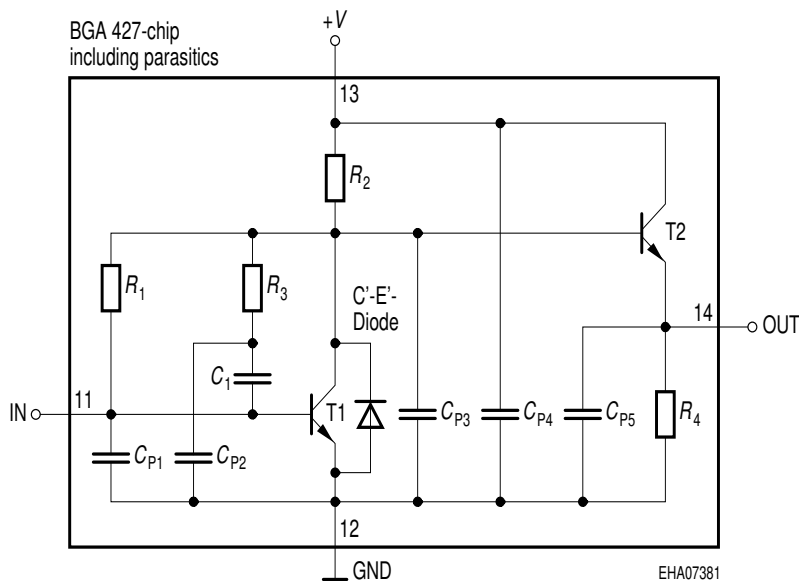 BGA 427-chip
including parasitics
+V
13
R2
T2
R1
R3
C'-E'-
Diode
14
OUT
C1
IN
11
T1
CP1
CP2
CP3
CP4
CP5
R4
12
GND
EHA07381